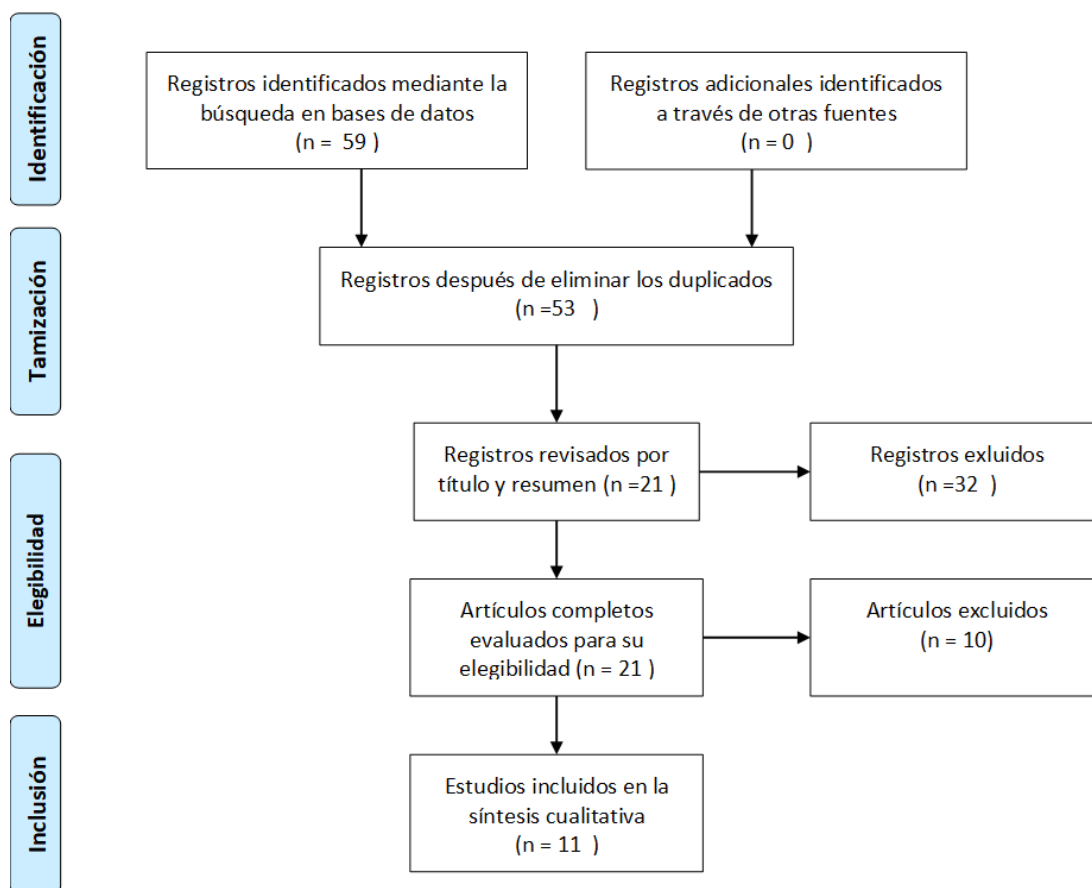 Identificación
Registros identificados mediante la
búsqueda en bases de datos
(n = 59 )
Registros adicionales identificados
a través de otras fuentes
(n = 0 )
Tamización
Registros después de eliminar los duplicados
(n =53 )
Elegibilidad
Registros revisados por
título y resumen (n =21 )
Registros exluidos
(n =32 )
Artículos completos
evaluados para su
elegibilidad (n = 21 )
Artículos excluidos
(n = 10)
Inclusión
Estudios incluidos en la
síntesis cualitativa
(n = 11 )